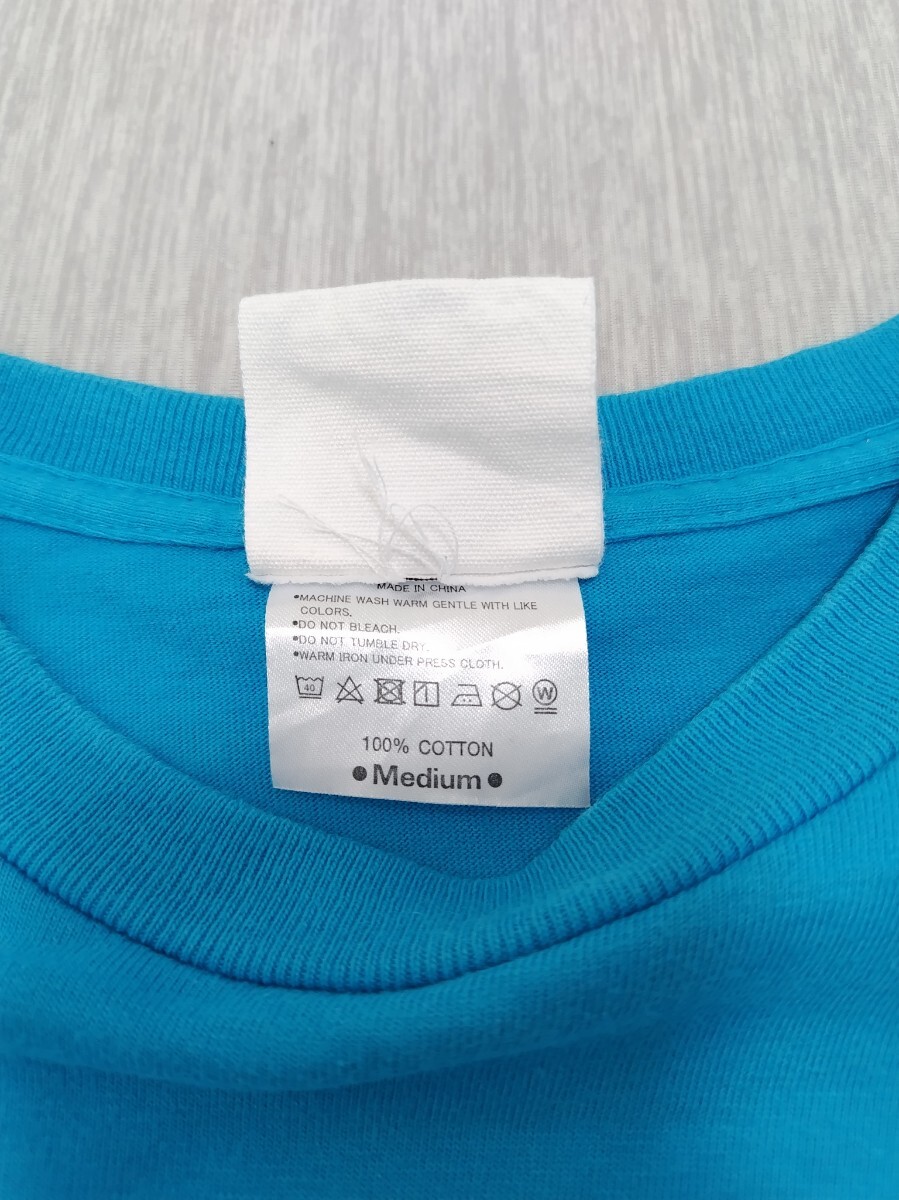 MADE IN CHINA
•MACHINE WASH WARM GENTLE WITH LIKE
COLORS.
•DO NOT BLEACH.
•DO NOT TUMBLE DRY.
•WARM IRON UNDER PRESS CLOTH.
40 W
100% COTTON
•Medium•